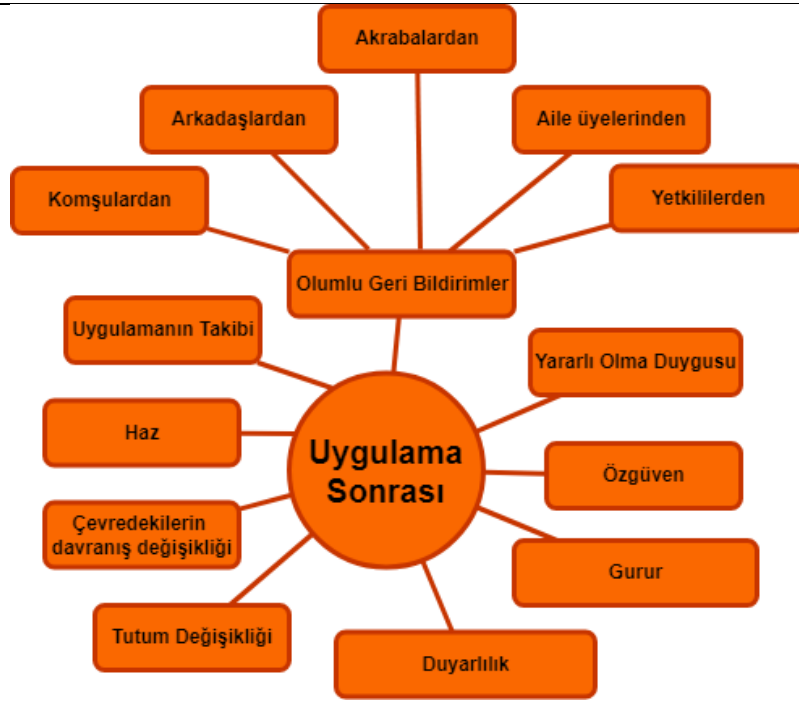 Akrabalardan
Arkadaşlardan
Aile üyelerinden
Komşulardan
Yetkililerden
Olumlu Geri Bildirimler
Uygulamanın Takibi
Yararlı Olma Duygusu
Haz
Uygulama
Sonrası
Özgüven
Çevredekilerin
davranış değişikliği
Gurur
Tutum Değişikliği
Duyarlılık